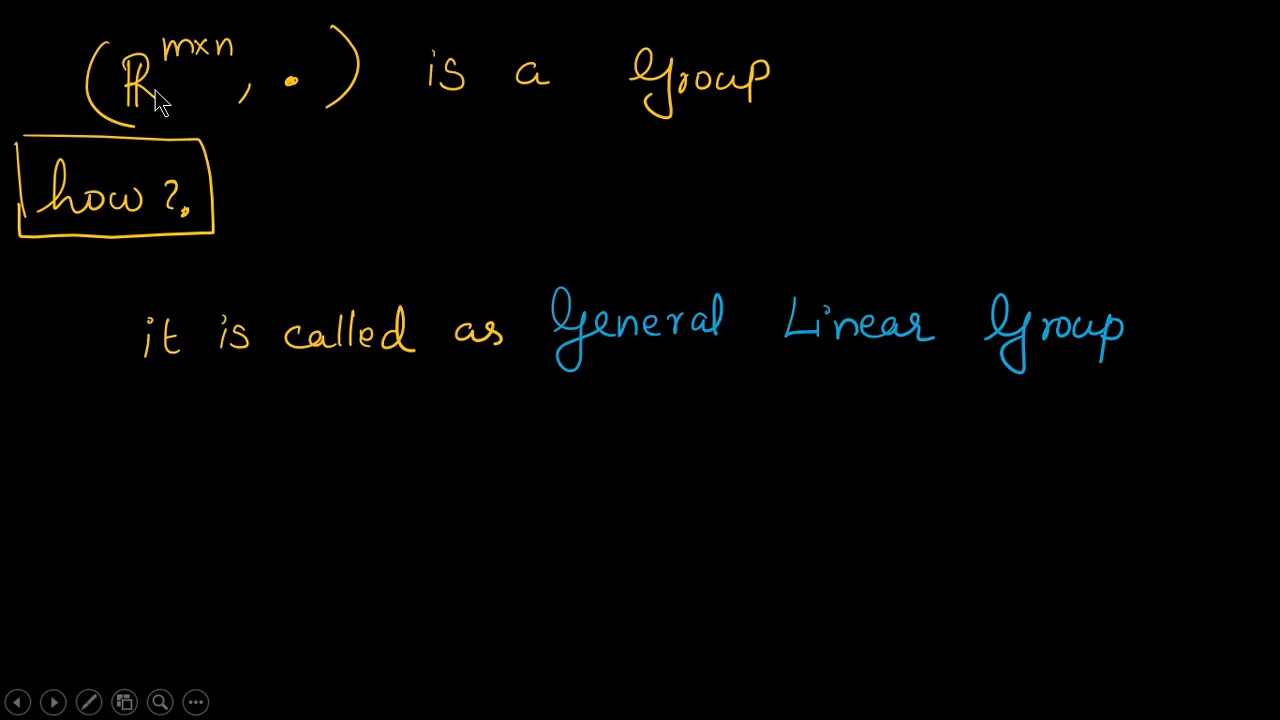 (ℝ^{m×n}, •) is a Group
how?.
it is called as General Linear Group